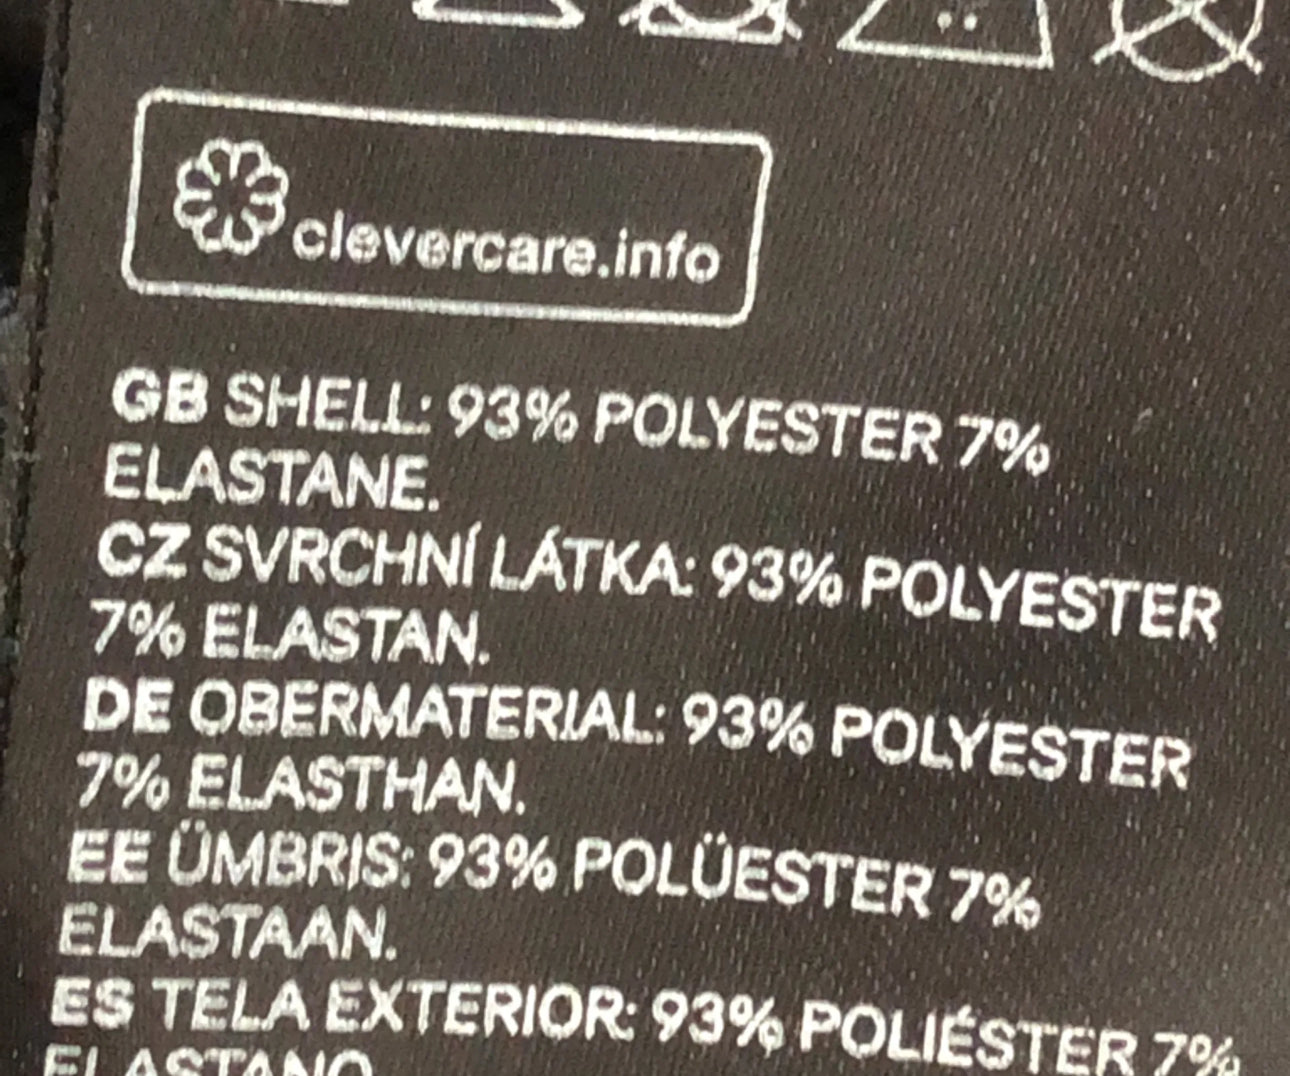 clevercare.info
GB SHELL: 93% POLYESTER 7%
ELASTANE.
CZ SVRCHNÍ LÁTKA: 93% POLYESTER
7% ELASTAN.
DE OBERMATERIAL: 93% POLYESTER
7% ELASTHAN.
EE ÜMBRIS: 93% POLÜESTER 7%
ELASTAAN.
ES TELA EXTERIOR: 93% POLIÉSTER 7%
ELASTANO